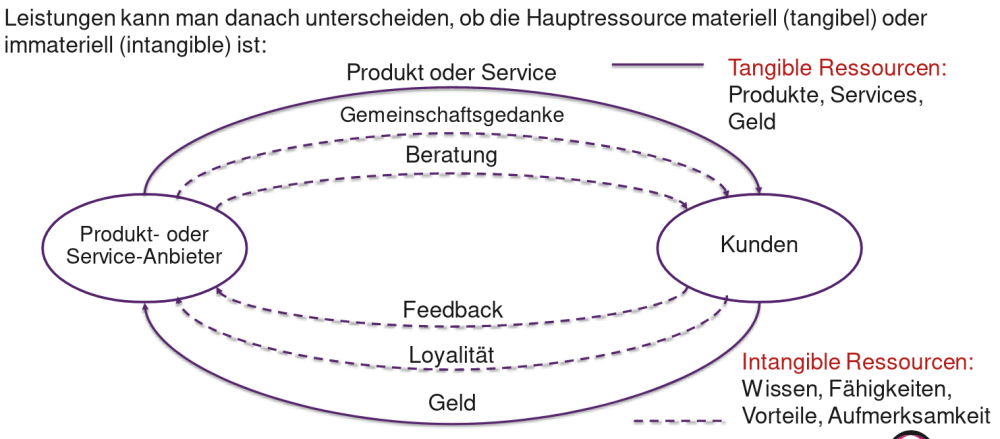 Leistungen kann man danach unterscheiden, ob die Hauptressource materiell (tangibel) oder
immateriell (intangible) ist:
Produkt oder Service
Tangible Ressourcen:
Produkte, Services,
Geld
Gemeinschaftsgedanke
Beratung
Produkt- oder
Service-Anbieter
Kunden
Feedback
Loyalität
Geld
Intangible Ressourcen:
Wissen, Fähigkeiten,
Vorteile, Aufmerksamkeit